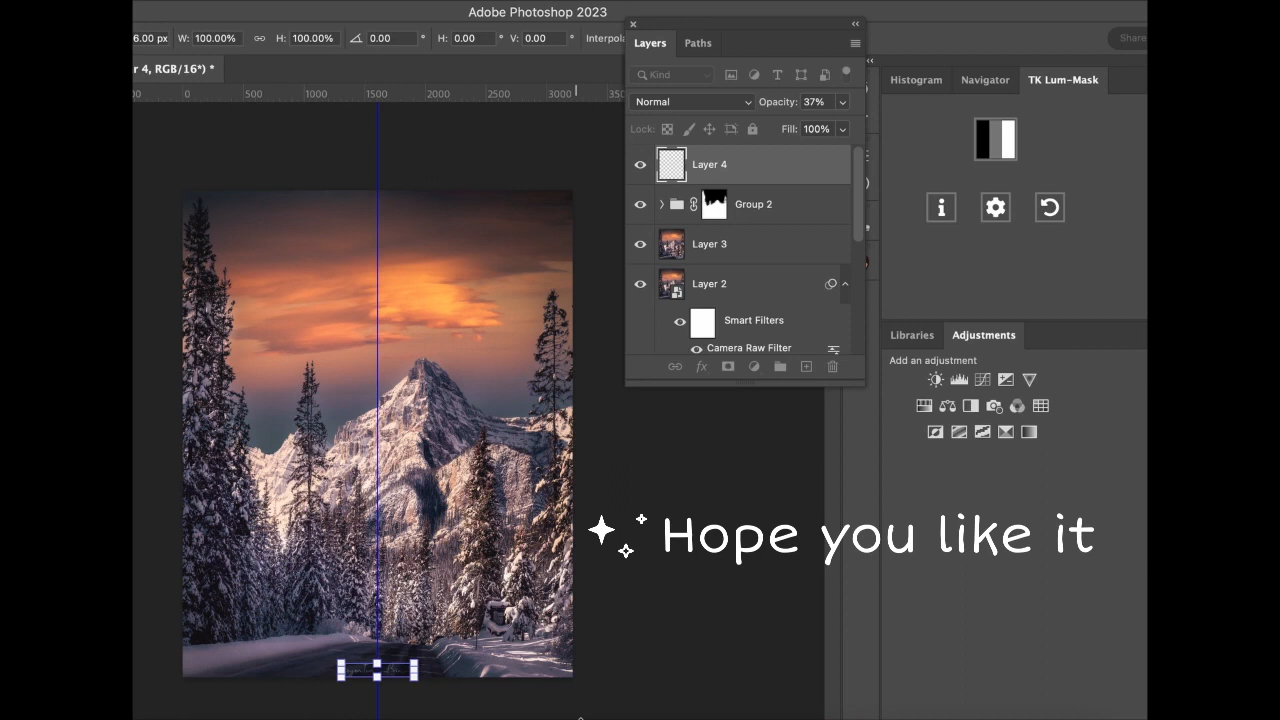 Adobe Photoshop 2023
6.00 px W: 100.00% H: 100.00% 0.00 ° H: 0.00 ° V: 0.00 ° Interpola
Share
r 4, RGB/16*) *
Layers Paths
Histogram Navigator TK Lum-Mask
Kind
00 0 500 1000 1500 2000 2500 3000 350
Normal Opacity: 37%
Lock: Fill: 100%
Layer 4
Group 2
Layer 3
Layer 2
Smart Filters
Camera Raw Filter
fx
Libraries Adjustments
Add an adjustment
Hope you like it